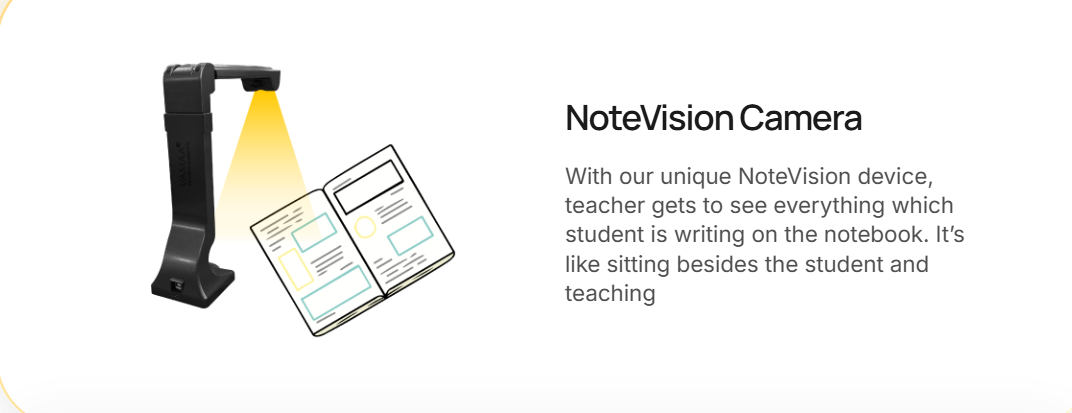 NoteVision Camera
With our unique NoteVision device,
teacher gets to see everything which
student is writing on the notebook. It's
like sitting besides the student and
teaching